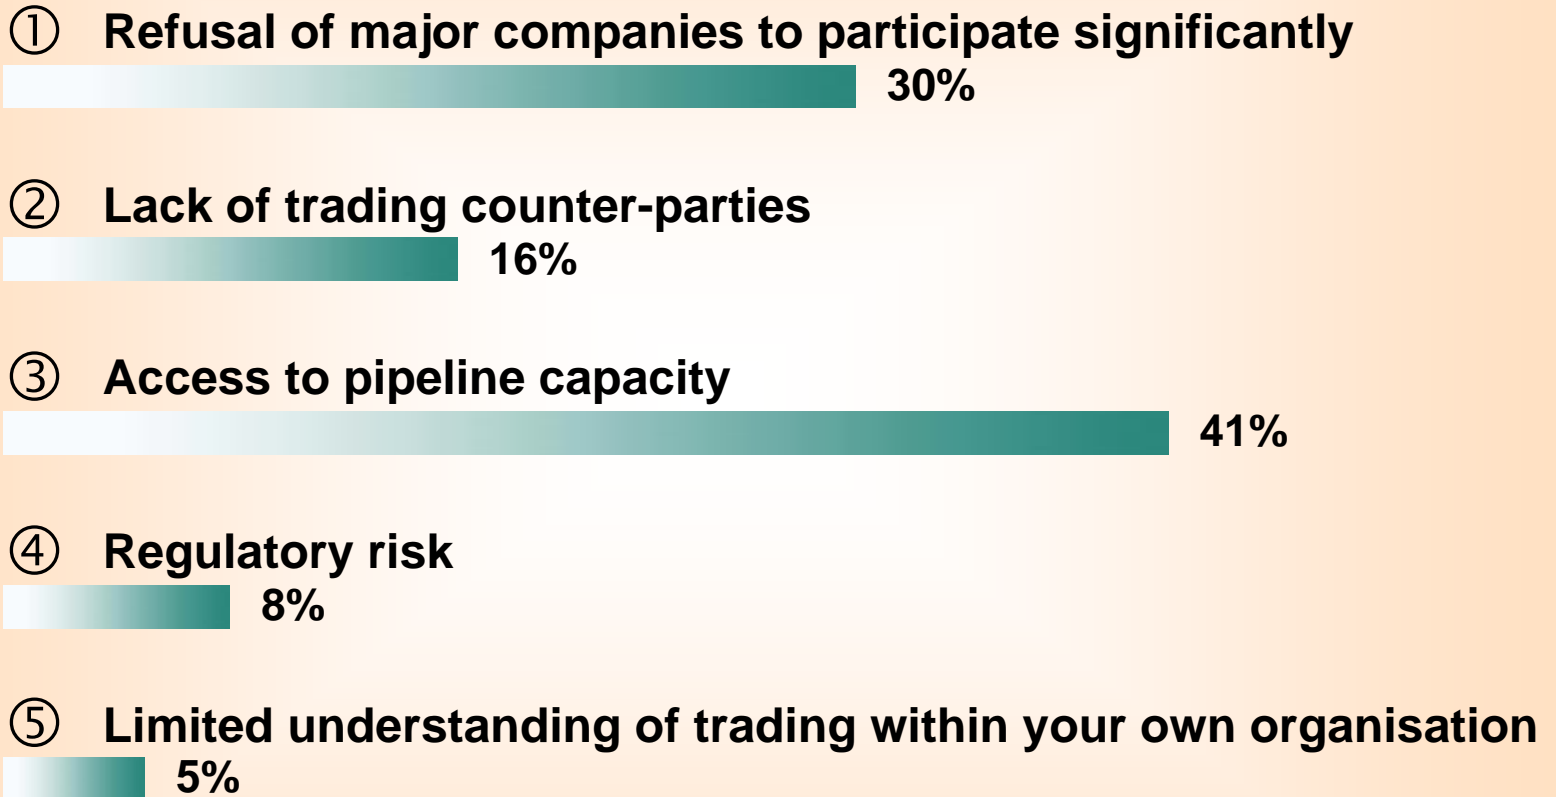 ① Refusal of major companies to participate significantly
30%
② Lack of trading counter-parties
16%
③ Access to pipeline capacity
41%
④ Regulatory risk
8%
⑤ Limited understanding of trading within your own organisation
5%